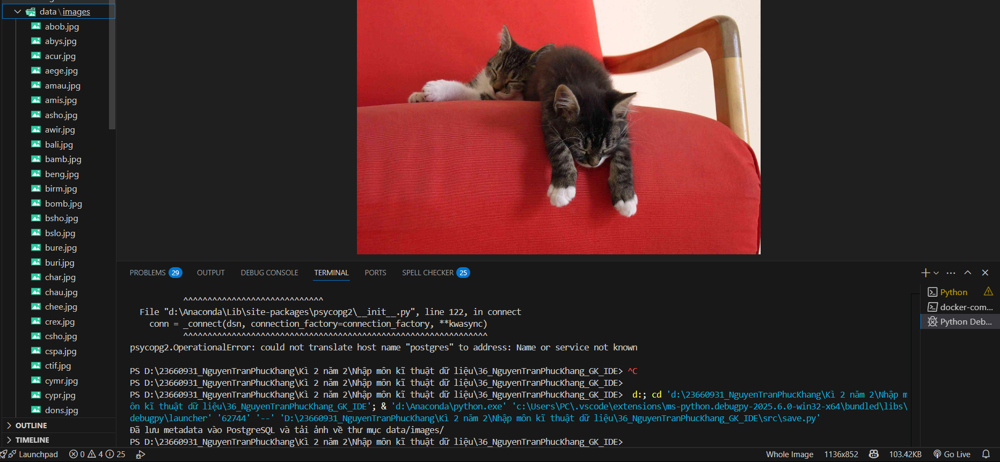 data\images
abob.jpg
abys.jpg
acur.jpg
aege.jpg
amau.jpg
amis.jpg
asho.jpg
awir.jpg
bali.jpg
bamb.jpg
beng.jpg
birm.jpg
bomb.jpg
bsho.jpg
bslo.jpg
bure.jpg
buri.jpg
char.jpg
chau.jpg
chee.jpg
crex.jpg
csho.jpg
cspa.jpg
ctif.jpg
cymr.jpg
cypr.jpg
dons.jpg
OUTLINE
TIMELINE
PROBLEMS 29 OUTPUT DEBUG CONSOLE TERMINAL PORTS SPELL CHECKER 25
^^^^^^^^^^^^^^^^^^^^^^^^^^^^^
File "d:\Anaconda\Lib\site-packages\psycopg2\__init__.py", line 122, in connect
conn = _connect(dsn, connection_factory=connection_factory, **kwasync)
^^^^^^^^^^^^^^^^^^^^^^^^^^^^^^^^^^^^^^^^^^^^^^^^^^^^^^^^^^^^^^^
psycopg2.OperationalError: could not translate host name "postgres" to address: Name or service not known
PS D:\23660931_NguyenTranPhucKhang\Kì 2 năm 2\Nhập môn kĩ thuật dữ liệu\36_NguyenTranPhucKhang_GK_IDE> ^C
PS D:\23660931_NguyenTranPhucKhang\Kì 2 năm 2\Nhập môn kĩ thuật dữ liệu\36_NguyenTranPhucKhang_GK_IDE>
PS D:\23660931_NguyenTranPhucKhang\Kì 2 năm 2\Nhập môn kĩ thuật dữ liệu\36_NguyenTranPhucKhang_GK_IDE> d:; cd 'd:\23660931_NguyenTranPhucKhang\Kì 2 năm 2\Nhập m
ôn kĩ thuật dữ liệu\36_NguyenTranPhucKhang_GK_IDE'; & 'd:\Anaconda\python.exe' 'c:\Users\PC\.vscode\extensions\ms-python.debugpy-2025.6.0-win32-x64\bundled\libs\
debugpy\launcher' '62744' '--' 'D:\23660931_NguyenTranPhucKhang\Kì 2 năm 2\Nhập môn kĩ thuật dữ liệu\36_NguyenTranPhucKhang_GK_IDE\src\save.py'
Đã lưu metadata vào PostgreSQL và tải ảnh về thư mục data/images/
PS D:\23660931_NguyenTranPhucKhang\Kì 2 năm 2\Nhập môn kĩ thuật dữ liệu\36_NguyenTranPhucKhang_GK_IDE>
Python
docker-com...
Python Deb...
Launchpad 0 4 25
Whole Image 1136x852 103.42KB Go Live